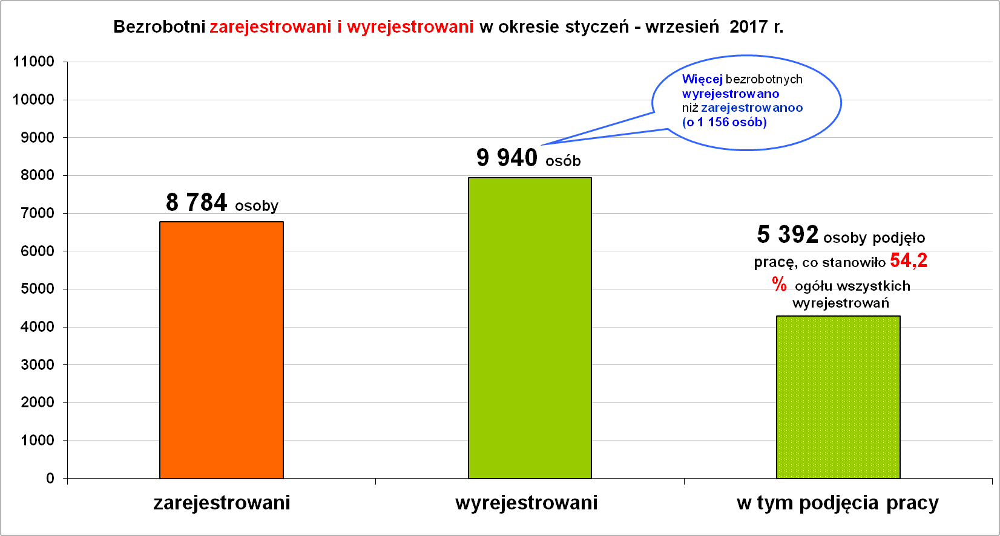 Bezrobotni zarejestrowani i wyrejestrowani w okresie styczeń - wrzesień 2017 r.
11000
10000
9000
8000
7000
6000
5000
4000
3000
2000
1000
0
Więcej bezrobotnych
wyrejestrowano
niż zarejestrowanoo
(o 1 156 osób)
8 784 osoby
9 940 osób
5 392 osoby podjęło
pracę, co stanowiło 54,2
% ogółu wszystkich
wyrejestrowań
zarejestrowani
wyrejestrowani
w tym podjęcia pracy